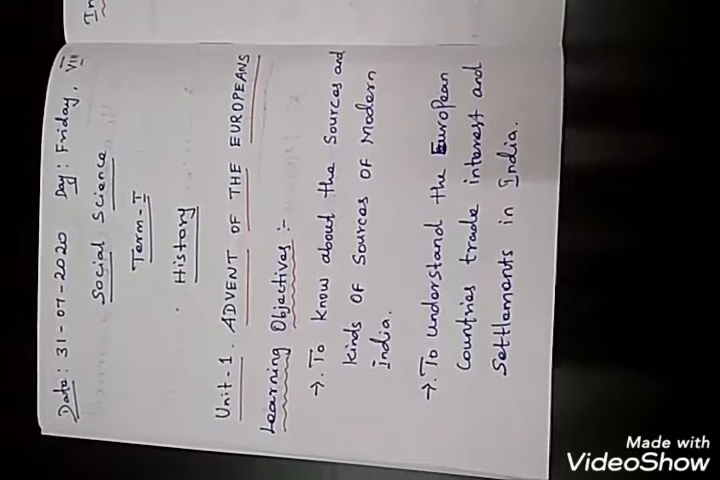 Date: 31-07-2020 Day: Friday, VIII
Social Science
Term-I
History
Unit-1. ADVENT OF THE EUROPEANS
Learning Objectives :-
→. To know about the Sources and
kinds OF Sources OF Modern
India.
→. To understand the European
Countries trade interest and
Settlements in India.
Made with
VideoShow